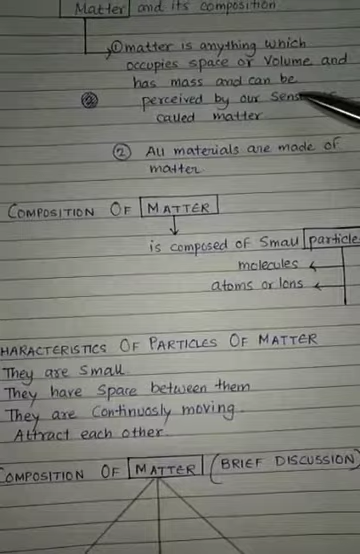 Matter and its composition
① matter is anything which
occupies space or volume and
has mass and can be
② perceived by our Sens
called matter
② All materials are made of
matter.
COMPOSITION OF MATTER
is composed of small particle
molecules
atoms or Ions
HARACTERISTICS OF PARTICLES OF MATTER
They are Small
They have space between them
They are Continuosly moving
Attract each other
COMPOSITION OF MATTER (BRIEF DISCUSSION)